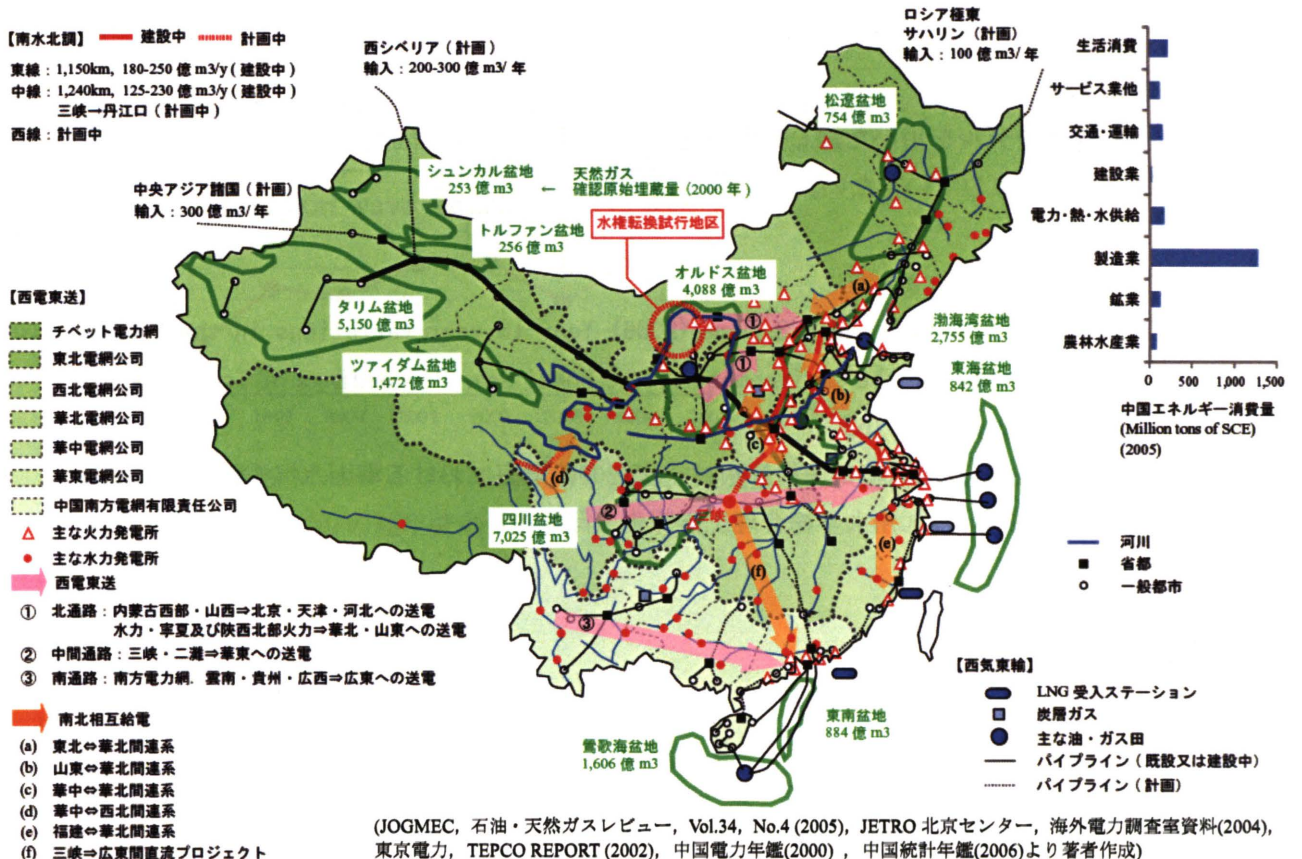 【南水北調】 建設中 計画中
東線：1,150km, 180-250 億 m3/y ( 建設中 )
中線：1,240km, 125-230 億 m3/y ( 建設中 )
三峡→丹江口 ( 計画中 )
西線：計画中
西シベリア ( 計画 )
輸入：200-300 億 m3/ 年
ロシア極東
サハリン ( 計画 )
輸入：100 億 m3/ 年
中央アジア諸国 ( 計画 )
輸入：300 億 m3/ 年
松遼盆地
754 億 m3
シュンカル盆地
253 億 m3
← 天然ガス
確認原始埋蔵量 (2000 年 )
トルファン盆地
256 億 m3
水権転換試行地区
オルドス盆地
4,088 億 m3
タリム盆地
5,150 億 m3
ツァイダム盆地
1,472 億 m3
渤海湾盆地
2,755 億 m3
東海盆地
842 億 m3
四川盆地
7,025 億 m3
三峡
東南盆地
884 億 m3
鶯歌海盆地
1,606 億 m3
①
①
②
③
(a)
(b)
(c)
(d)
(e)
(f)
【西電東送】
チベット電力網
東北電網公司
西北電網公司
華北電網公司
華中電網公司
華東電網公司
中国南方電網有限責任公司
主な火力発電所
主な水力発電所
西電東送
① 北通路：内蒙古西部・山西⇒北京・天津・河北への送電
水力・寧夏及び陝西北部火力⇒華北・山東への送電
② 中間通路：三峡・二灘⇒華東への送電
③ 南通路：南方電力網．雲南・貴州・広西⇒広東への送電
南北相互給電
(a) 東北⇔華北間連系
(b) 山東⇔華北間連系
(c) 華中⇔華北間連系
(d) 華中⇔西北間連系
(e) 福建⇔華北間連系
(f) 三峡⇒広東間直流プロジェクト
生活消費
サービス業他
交通・運輸
建設業
電力・熱・水供給
製造業
鉱業
農林水産業
0 500 1,000 1,500
中国エネルギー消費量
(Million tons of SCE)
(2005)
河川
省都
一般都市
【西気東輸】
LNG 受入ステーション
炭層ガス
主な油・ガス田
パイプライン ( 既設又は建設中 )
パイプライン ( 計画 )
(JOGMEC, 石油・天然ガスレビュー, Vol.34, No.4 (2005), JETRO 北京センター, 海外電力調査室資料(2004),
東京電力, TEPCO REPORT (2002), 中国電力年鑑(2000) , 中国統計年鑑(2006)より著者作成)